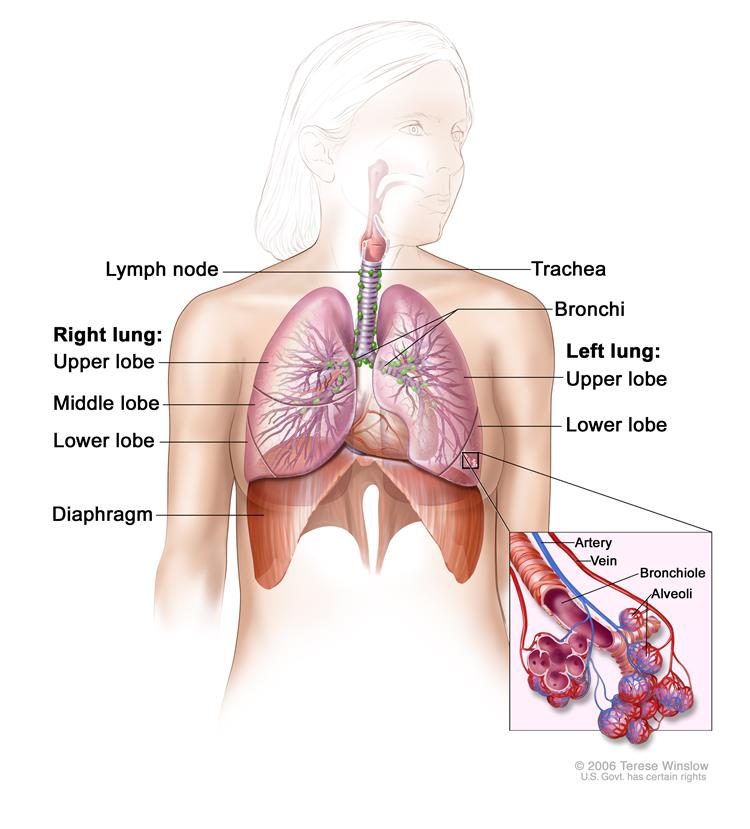 Lymph node
Trachea
Bronchi
Right lung:
Upper lobe
Middle lobe
Lower lobe
Left lung:
Upper lobe
Lower lobe
Diaphragm
Artery
Vein
Bronchiole
Alveoli
© 2006 Terese Winslow
U.S. Govt. has certain rights